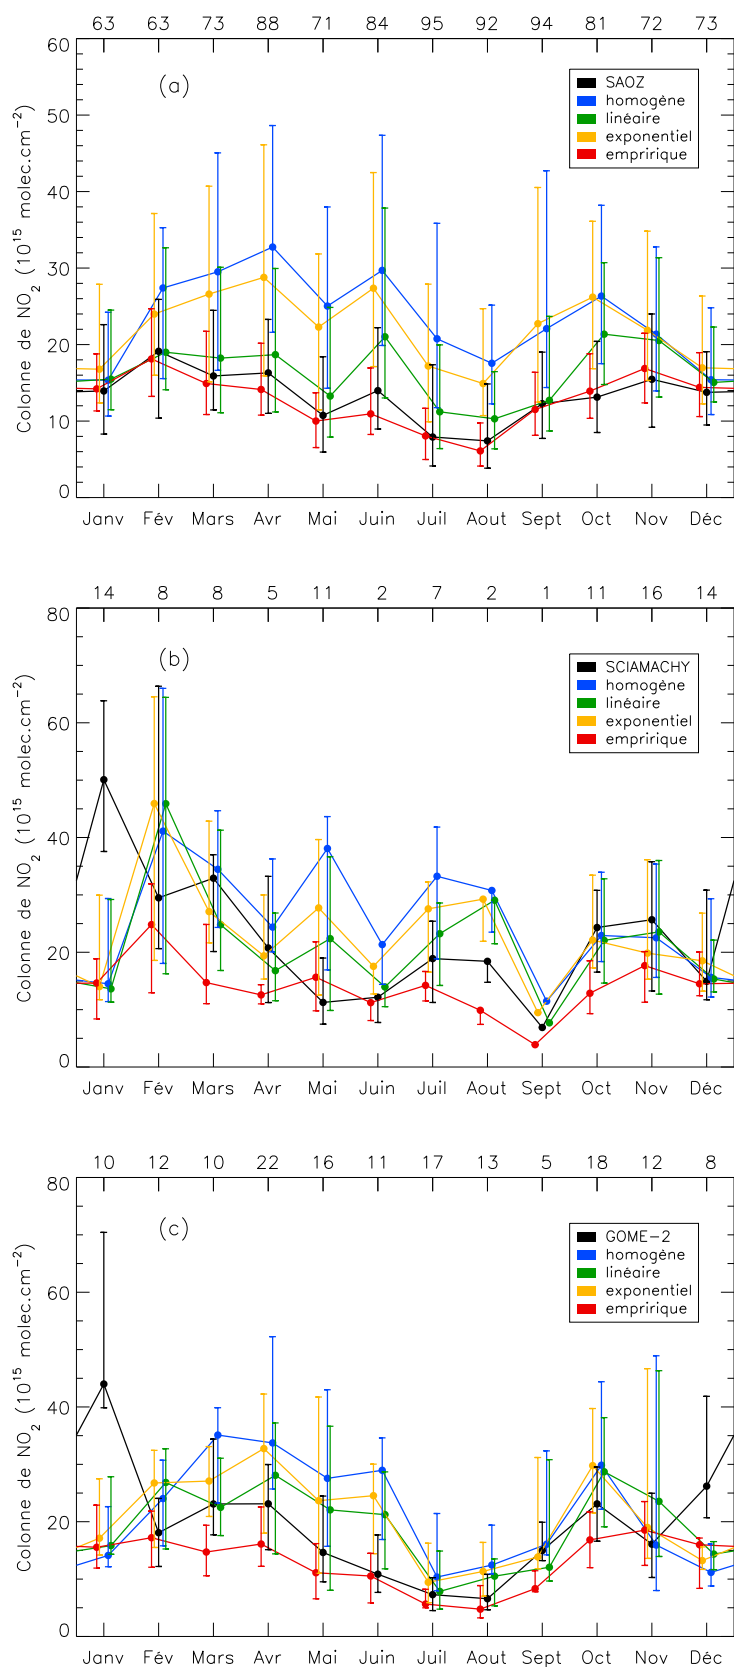 63 63 73 88 71 84 95 92 94 81 72 73
60
(a)
SAOZ
homogène
linéaire
exponentiel
empririque
50
40
30
20
10
0
Colonne de NO2 (10^15 molec.cm^-2)
Janv Fév Mars Avr Mai Juin Juil Aout Sept Oct Nov Déc
14 8 8 5 11 2 7 2 1 11 16 14
80
(b)
SCIAMACHY
homogène
linéaire
exponentiel
empririque
60
40
20
0
Colonne de NO2 (10^15 molec.cm^-2)
Janv Fév Mars Avr Mai Juin Juil Aout Sept Oct Nov Déc
10 12 10 22 16 11 17 13 5 18 12 8
80
(c)
GOME-2
homogène
linéaire
exponentiel
empririque
60
40
20
0
Colonne de NO2 (10^15 molec.cm^-2)
Janv Fév Mars Avr Mai Juin Juil Aout Sept Oct Nov Déc